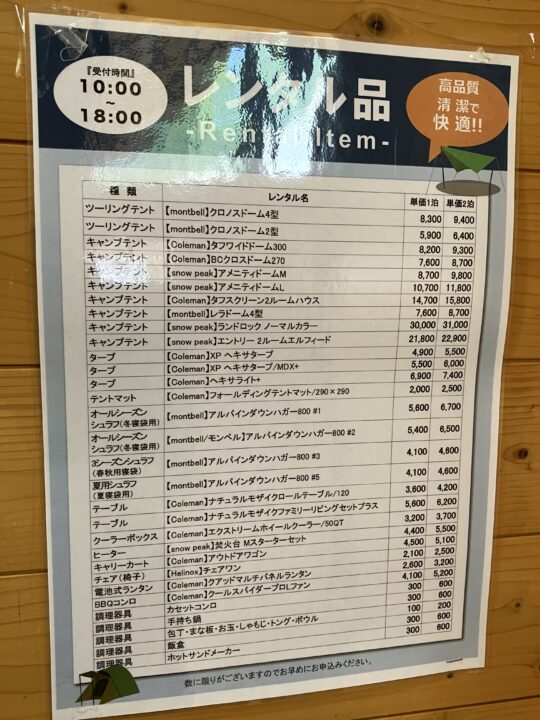 『受付時間』
10:00
~
18:00
レンタル品
-Rental Item-
高品質
清潔で
快適!!
種類 レンタル名 単価1泊 単価2泊
ツーリングテント 【montbell】クロノスドーム4型 8,300 9,400
ツーリングテント 【montbell】クロノスドーム2型 5,900 6,400
キャンプテント 【Coleman】タフワイドドーム300 8,200 9,300
キャンプテント 【Coleman】BCクロスドーム270 7,600 8,700
キャンプテント 【snow peak】アメニティドームM 8,700 9,800
キャンプテント 【snow peak】アメニティドームL 10,700 11,800
キャンプテント 【Coleman】タフスクリーン2ルームハウス 14,700 15,800
キャンプテント 【montbell】レラドーム4型 7,600 8,700
キャンプテント 【snow peak】ランドロック ノーマルカラー 30,000 31,000
キャンプテント 【snow peak】エントリー 2ルームエルフィード 21,800 22,900
タープ 【Coleman】XP ヘキサタープ 4,900 5,500
タープ 【Coleman】XP ヘキサタープ/MDX+ 5,500 6,000
タープ 【Coleman】ヘキサライト+ 6,900 7,400
テントマット 【Coleman】フォールディングテントマット/290×290 2,000 2,500
オールシーズン
シュラフ(冬寝袋用) 【montbell】アルパインダウンハガー800 #1 5,600 6,700
オールシーズン
シュラフ(冬寝袋用) 【montbell/モンベル】アルパインダウンハガー800 #2 5,400 6,500
3シーズンシュラフ
(春秋用寝袋) 【montbell】アルパインダウンハガー800 #3 4,100 4,600
夏用シュラフ
(夏寝袋用) 【montbell】アルパインダウンハガー800 #5 4,100 4,600
テーブル 【Coleman】ナチュラルモザイクロールテーブル/120 3,600 4,200
テーブル 【Coleman】ナチュラルモザイクファミリーリビングセットプラス 5,600 6,200
クーラーボックス 【Coleman】エクストリームホイールクーラー/50QT 3,200 3,700
ヒーター 【snow peak】焚火台 Mスターターセット 4,400 5,500
キャリーカート 【Coleman】アウトドアワゴン 4,500 5,100
チェア(椅子) 【Helinox】チェアワン 2,100 2,500
電池式ランタン 【Coleman】クアッドマルチパネルランタン 2,600 3,200
BBQコンロ 【Coleman】クールスパイダープロLファン 4,100 5,200
調理器具 カセットコンロ 300 600
調理器具 手持ち鍋 300 600
調理器具 包丁・まな板・お玉・しゃもじ・トング・ボウル 100 200
調理器具 飯盒 300 600
調理器具 ホットサンドメーカー 300 600
数に限りがございますのでお早めにお申込みください。